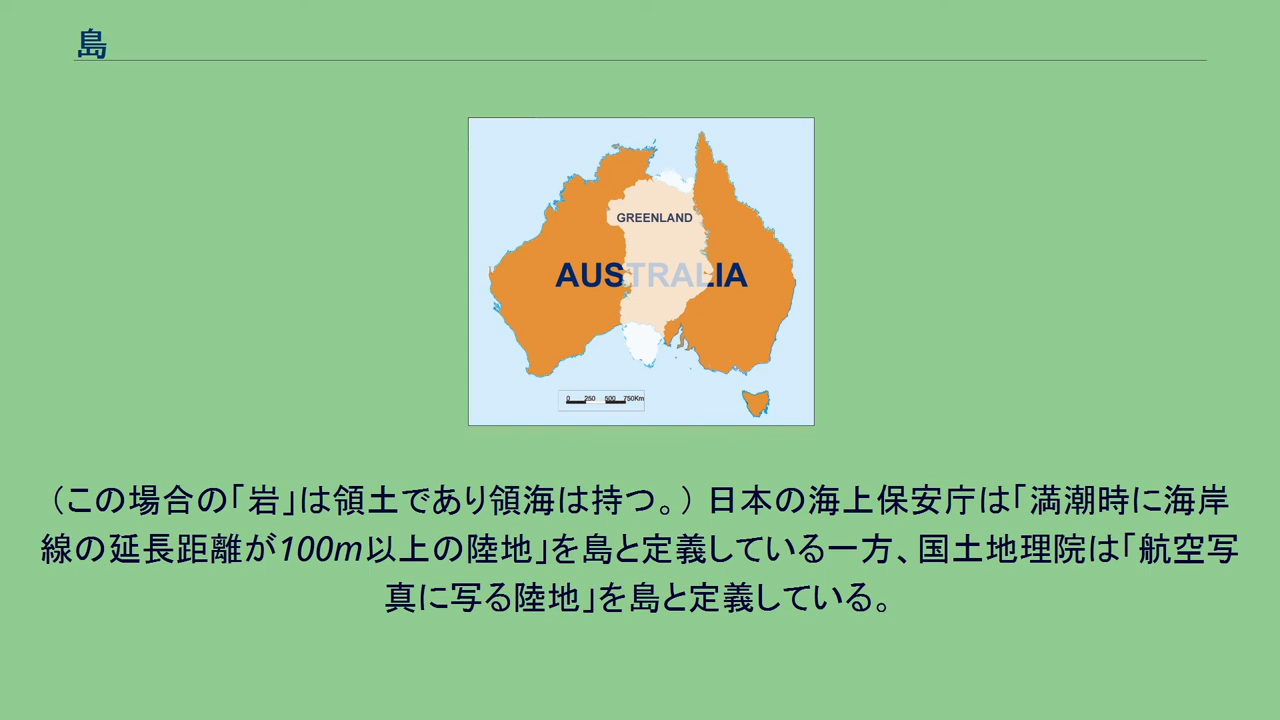 島
GREENLAND
AUSTRALIA
0 250 500 750Km
（この場合の「岩」は領土であり領海は持つ。） 日本の海上保安庁は「満潮時に海岸
線の延長距離が100m以上の陸地」を島と定義している一方、国土地理院は「航空写
真に写る陸地」を島と定義している。